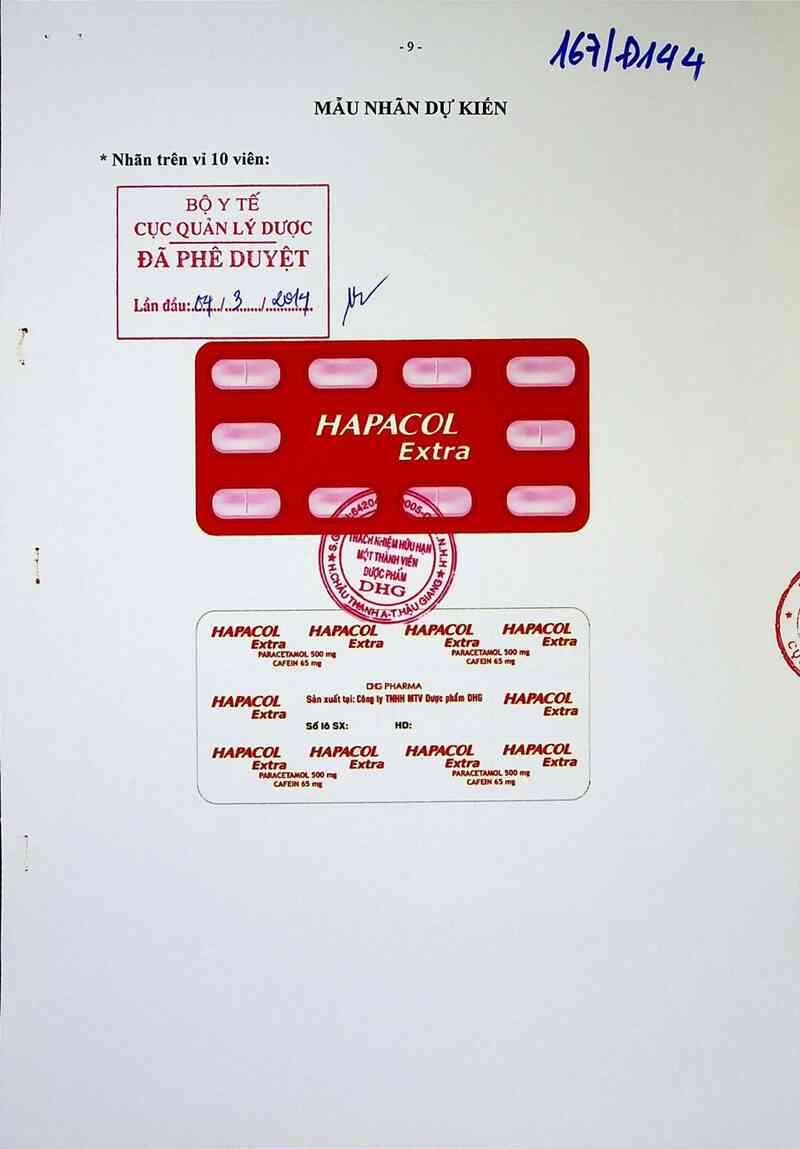 - 9 -
167/Đ144
MẪU NHÃN DỰ KIẾN
* Nhãn trên vỉ 10 viên:
BỘ Y TẾ
CỤC QUẢN LÝ DƯỢC
ĐÃ PHÊ DUYỆT
Lần đầu:.04../..3....../..2014..
HAPACOL
Extra
TRÁCH NHIỆM HỮU HẠN
MỘT THÀNH VIÊN
DƯỢC PHẨM
DHG
H.CHÂU THÀNH A-T.HẬU GIANG
HAPACOL HAPACOL HAPACOL HAPACOL
Extra Extra Extra Extra
PARACETAMOL 500 mg PARACETAMOL 500 mg
CAFEIN 65 mg CAFEIN 65 mg
DHG PHARMA
HAPACOL Sản xuất tại: Công ty TNHH MTV Dược phẩm DHG HAPACOL
Extra Extra
Số lô SX: HD:
HAPACOL HAPACOL HAPACOL HAPACOL
Extra Extra Extra Extra
PARACETAMOL 500 mg PARACETAMOL 500 mg
CAFEIN 65 mg CAFEIN 65 mg